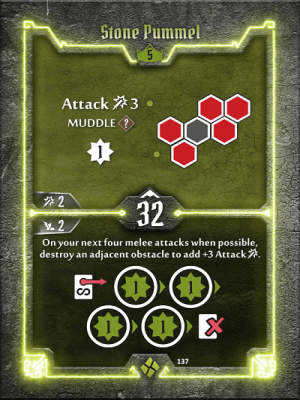 Stone Pummel
5
Attack 3
MUDDLE ?
1
2
32
2
On your next four melee attacks when possible,
destroy an adjacent obstacle to add +3 Attack.
1 1
1 1
137